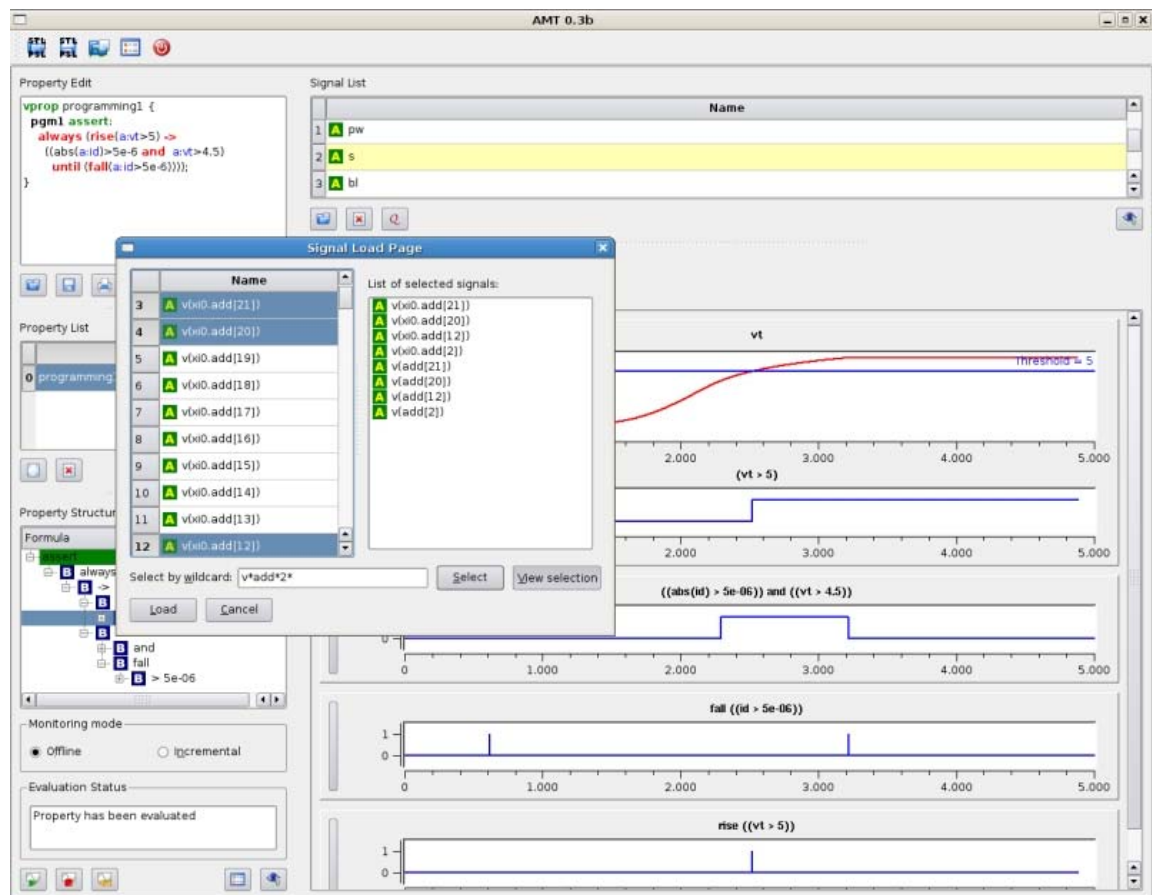 AMT 0.3b
STL PSL
STL PSL
Property Edit
vprop programming1 {
pgm1 assert:
always (rise(a:vt>5) ->
((abs(a:id)>5e-6 and a:vt>4.5)
until (fall(a:id>5e-6))));
}
Signal List
Name
1 A pw
2 A s
3 A bl
Q
Signal Load Page
Name
3 A v(xi0.add[21])
4 A v(xi0.add[20])
5 A v(xi0.add[19])
6 A v(xi0.add[18])
7 A v(xi0.add[17])
8 A v(xi0.add[16])
9 A v(xi0.add[15])
10 A v(xi0.add[14])
11 A v(xi0.add[13])
12 A v(xi0.add[12])
List of selected signals:
A v(xi0.add[21])
A v(xi0.add[20])
A v(xi0.add[12])
A v(xi0.add[2])
A v(add[21])
A v(add[20])
A v(add[12])
A v(add[2])
Select by wildcard: v*add*2* Select View selection
Load Cancel
Property List
0 programming
Property Structur
Formula
assert
B always
B ->
B
B
B and
B fall
B > 5e-06
Monitoring mode
Offline Incremental
Evaluation Status
Property has been evaluated
vt
Threshold = 5
2.000 3.000 4.000 5.000
(vt > 5)
2.000 3.000 4.000 5.000
((abs(id) > 5e-06)) and ((vt > 4.5))
0
0 1.000 2.000 3.000 4.000 5.000
fall ((id > 5e-06))
1
0
0 1.000 2.000 3.000 4.000 5.000
rise ((vt > 5))
1
0